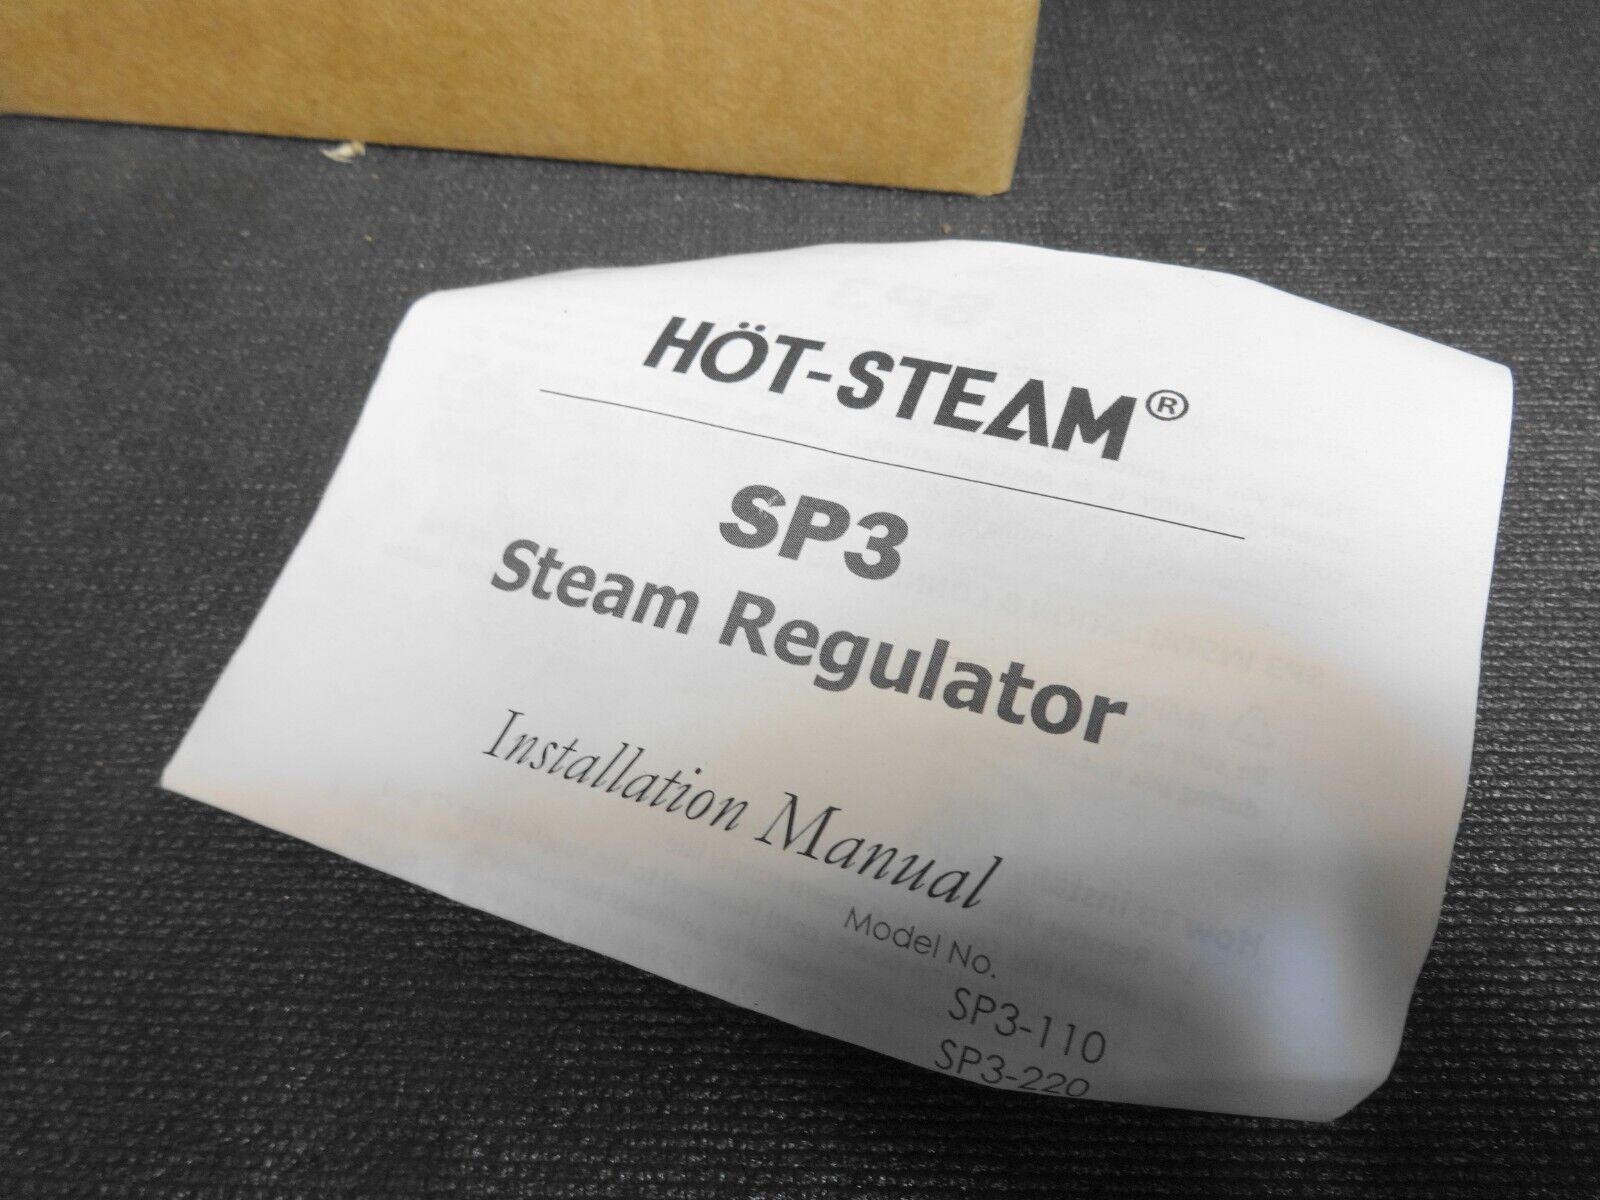 HÖT-STEAM®
SP3
Steam Regulator
Installation Manual
Model No.
SP3-110
SP3-220